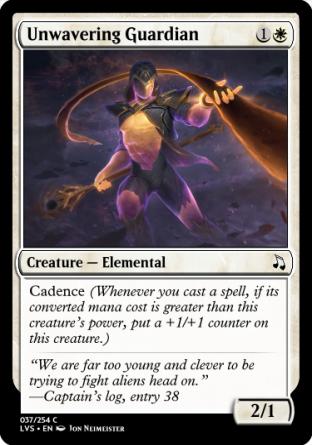 Unwavering Guardian 1
Creature — Elemental
Cadence (Whenever you cast a spell, if its
converted mana cost is greater than this
creature's power, put a +1/+1 counter on
this creature.)
"We are far too young and clever to be
trying to fight aliens head on."
—Captain's log, entry 38
2/1
037/254 C
LVS • EN Jon Neimeister